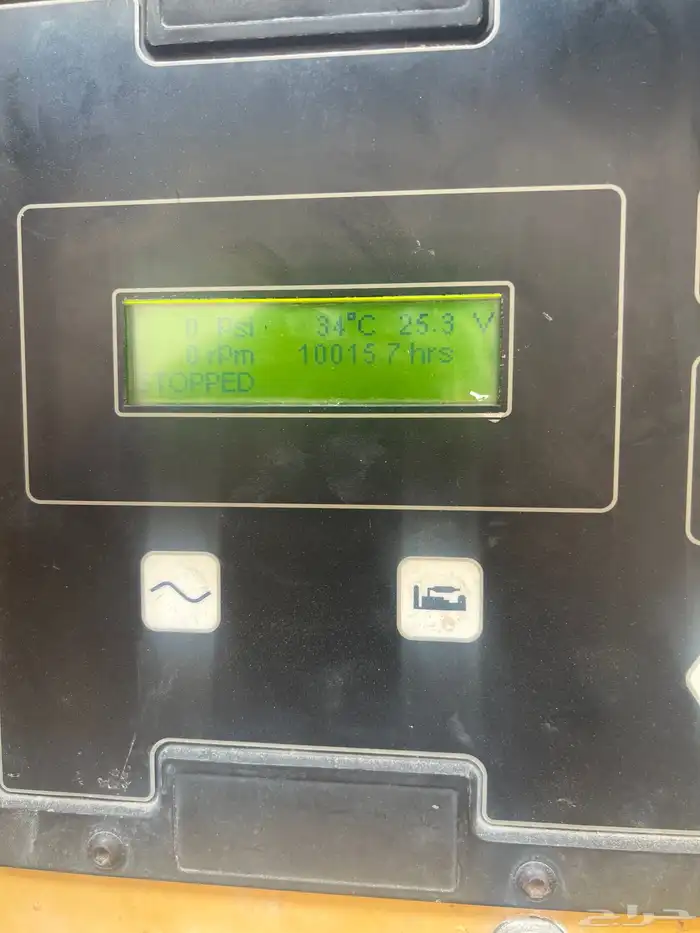 0 Psi 34°C 25.3 V
0 rPm 10015.7 hrs
STOPPED
حراج